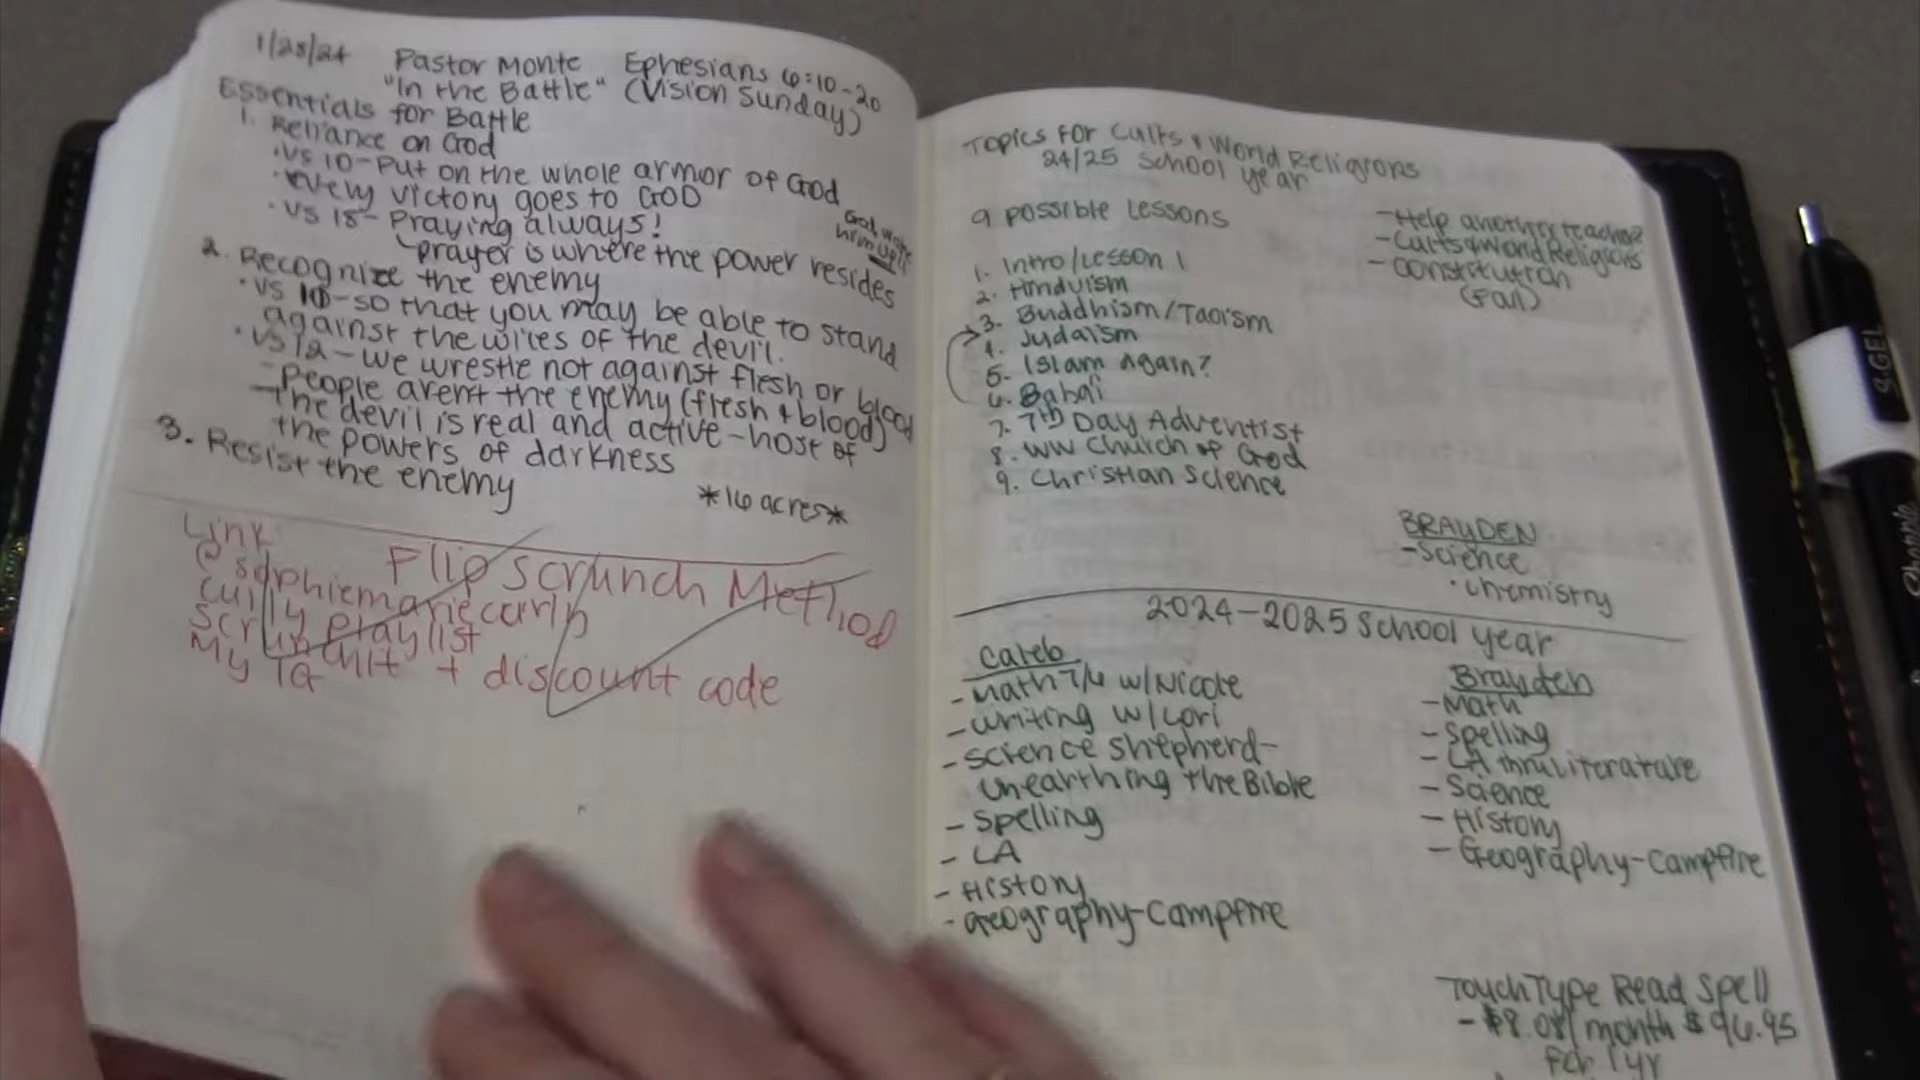 1/28/24 Pastor Monte Ephesians 6:10-20
"In the Battle" (Vision Sunday)
Essentials for Battle
1. Reliance on God
· vs 10 - Put on the whole armor of God
· every victory goes to GOD
· vs 18 - Praying always!
prayer is where the power resides
God woke
him up!!
2. Recognize the enemy
· vs - so that you may be able to stand
against the wiles of the devil.
· vs 12 - we wrestle not against flesh or blood
- People aren't the enemy (flesh + blood)
- The devil is real and active - host of
the powers of darkness
3. Resist the enemy
*16 acres*
Link:
Flip Scrunch Method
@sophiemariecurly
curly playlist
+ discount code
My IG
Topics for Cults & World Religions
24/25 School year
9 possible lessons
1. Intro/Lesson 1
2. Hinduism
3. Buddhism/Taoism
4. Judaism
5. Islam Again?
6. Bahai
7. 7th Day Adventist
8. WW Church of God
9. Christian Science
- Help another teacher?
- Cults & World Religions
- Constitution
(Fall)
BRAYDEN
- Science
· Chemistry
2024-2025 School year
Caleb
- Math 7/6 w/Nicole
- writing w/Lori
- Science Shepherd-
unearthing the Bible
- Spelling
- LA
- History
- Geography-Campfire
Brayden
- Math
- Spelling
- LA thru literature
- Science
- History
- Geography-Campfire
TouchType Read Spell
- $8.08/month $96.95
for 1 yr
S·GEL
Sharpie